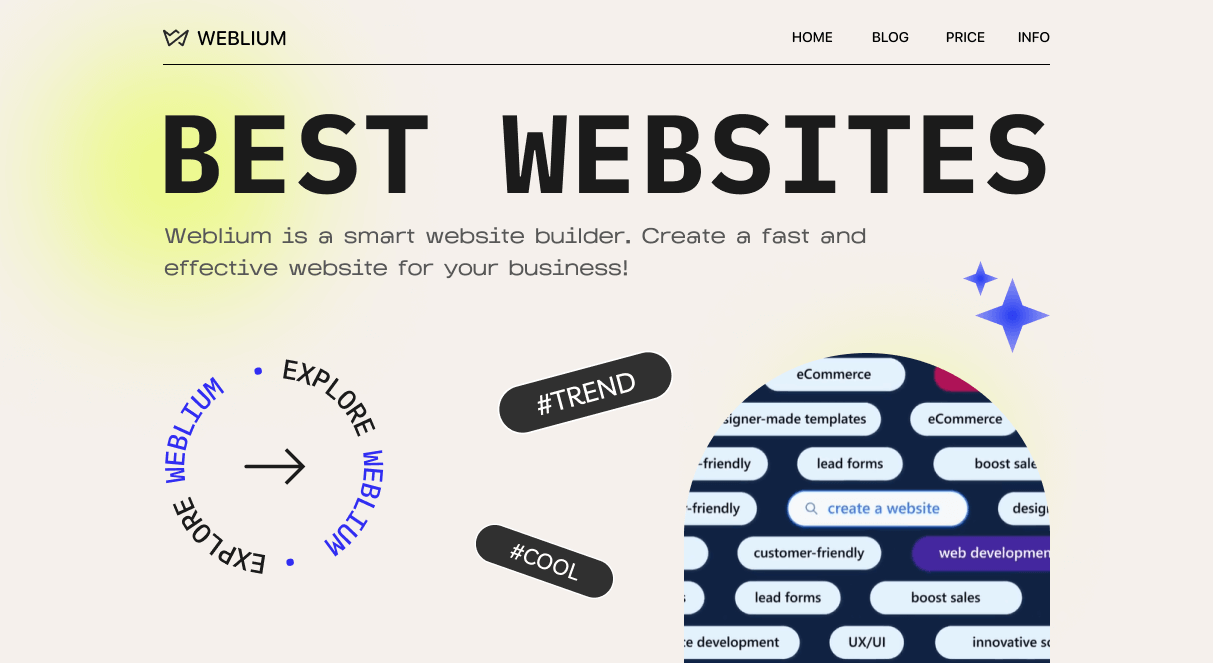 WEBLIUM
HOME BLOG PRICE INFO
BEST WEBSITES
Weblium is a smart website builder. Create a fast and
effective website for your business!
EXPLORE WEBLIUM • EXPLORE WEBLIUM •
#TREND
#COOL
eCommerce
signer-made templates eCommerce
-friendly lead forms boost sale
r-friendly create a website desig
customer-friendly web developmen
s lead forms boost sales
te development UX/UI innovative so